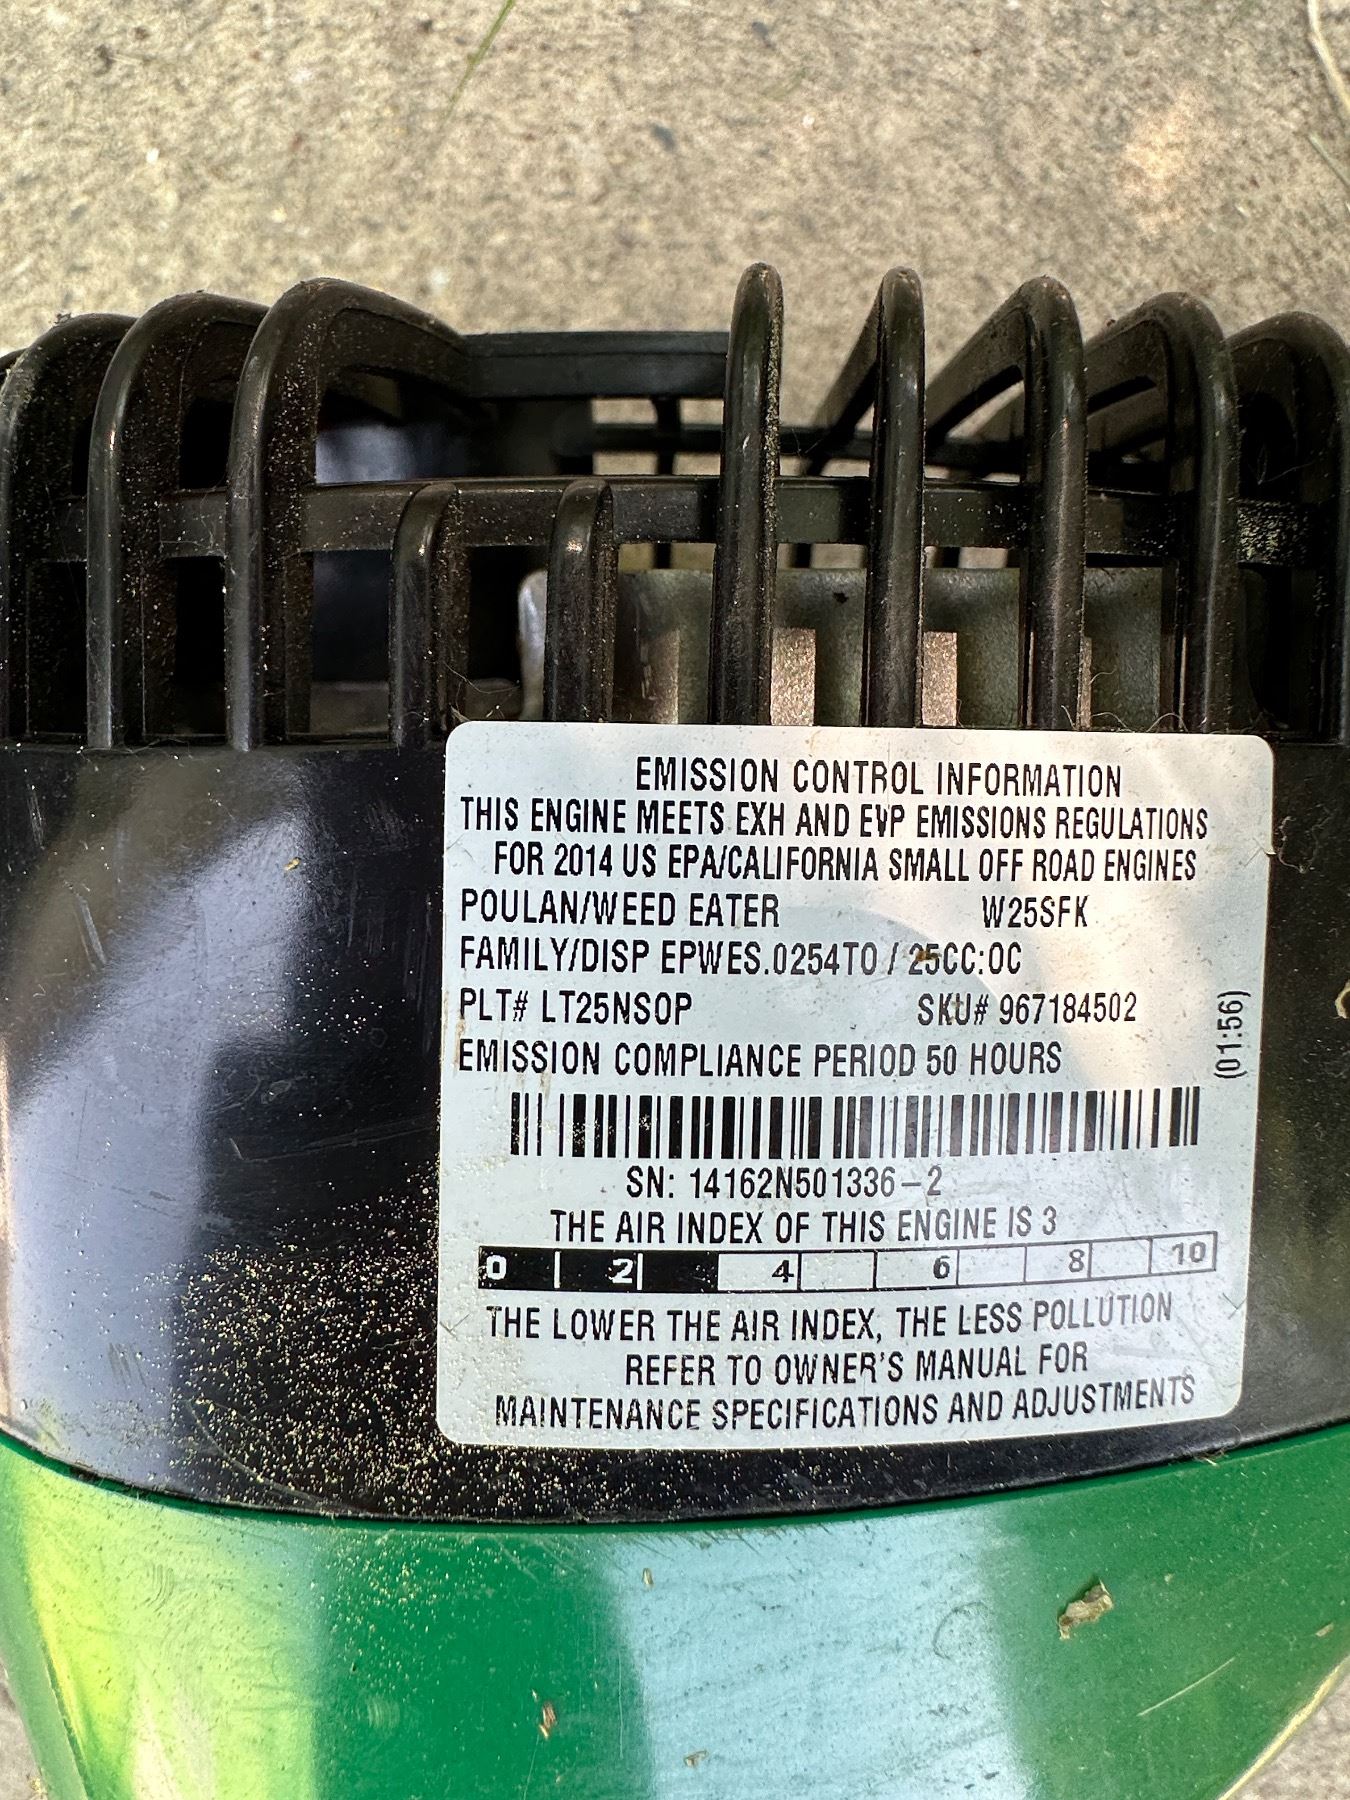 EMISSION CONTROL INFORMATION
THIS ENGINE MEETS EXH AND EVP EMISSIONS REGULATIONS
FOR 2014 US EPA/CALIFORNIA SMALL OFF ROAD ENGINES
POULAN/WEED EATER W25SFK
FAMILY/DISP EPWES.0254TO / 25CC:OC
PLT# LT25NSOP SKU# 967184502
(01:56)
EMISSION COMPLIANCE PERIOD 50 HOURS
SN: 14162N501336-2
THE AIR INDEX OF THIS ENGINE IS 3
0 2 4 6 8 10
THE LOWER THE AIR INDEX, THE LESS POLLUTION
REFER TO OWNER'S MANUAL FOR
MAINTENANCE SPECIFICATIONS AND ADJUSTMENTS